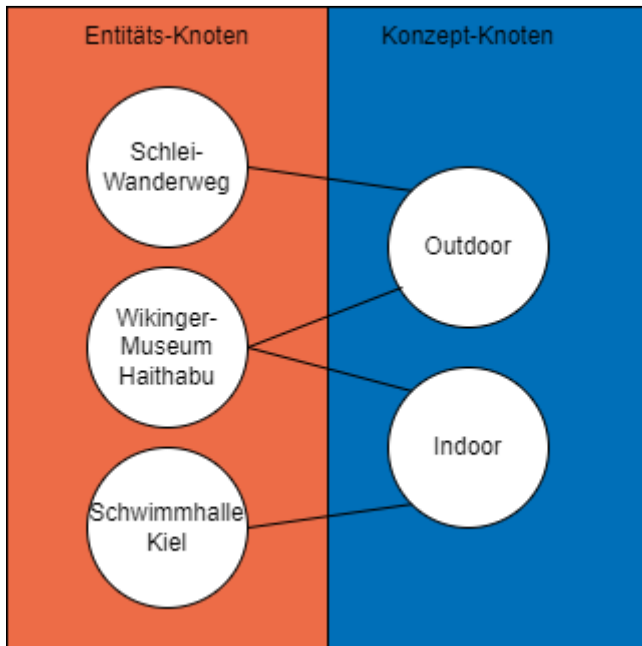 Entitäts-Knoten
Konzept-Knoten
Schlei-
Wanderweg
Outdoor
Wikinger-
Museum
Haithabu
Indoor
Schwimmhalle
Kiel